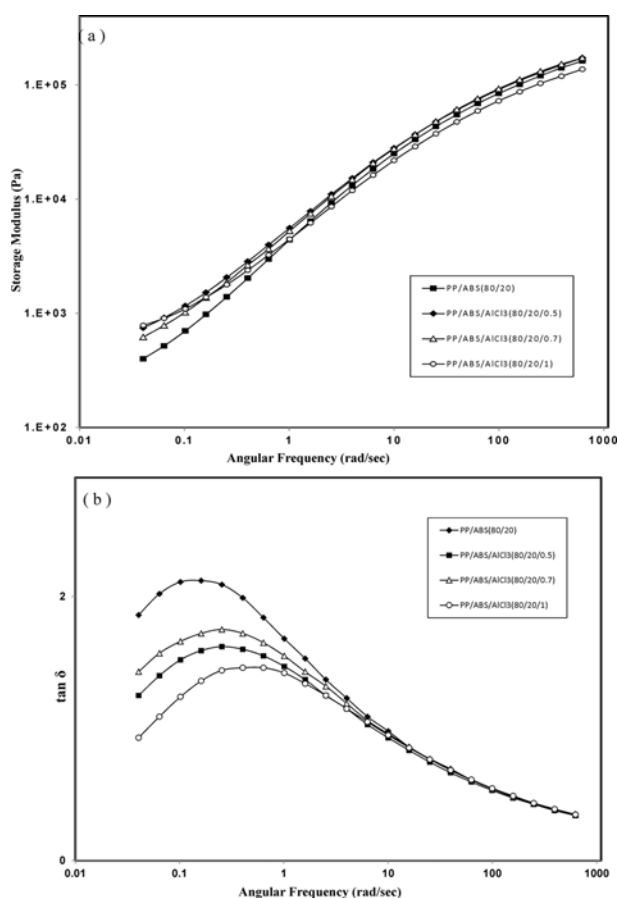 ( a )
1.E+05
1.E+04
1.E+03
1.E+02
Storage Modulus (Pa)
PP/ABS(80/20)
PP/ABS/AlCl3(80/20/0.5)
PP/ABS/AlCl3(80/20/0.7)
PP/ABS/AlCl3(80/20/1)
0.01 0.1 1 10 100 1000
Angular Frequency (rad/sec)
( b )
PP/ABS(80/20)
PP/ABS/AlCl3(80/20/0.5)
PP/ABS/AlCl3(80/20/0.7)
PP/ABS/AlCl3(80/20/1)
2
tan δ
0
0.01 0.1 1 10 100 1000
Angular Frequency (rad/sec)